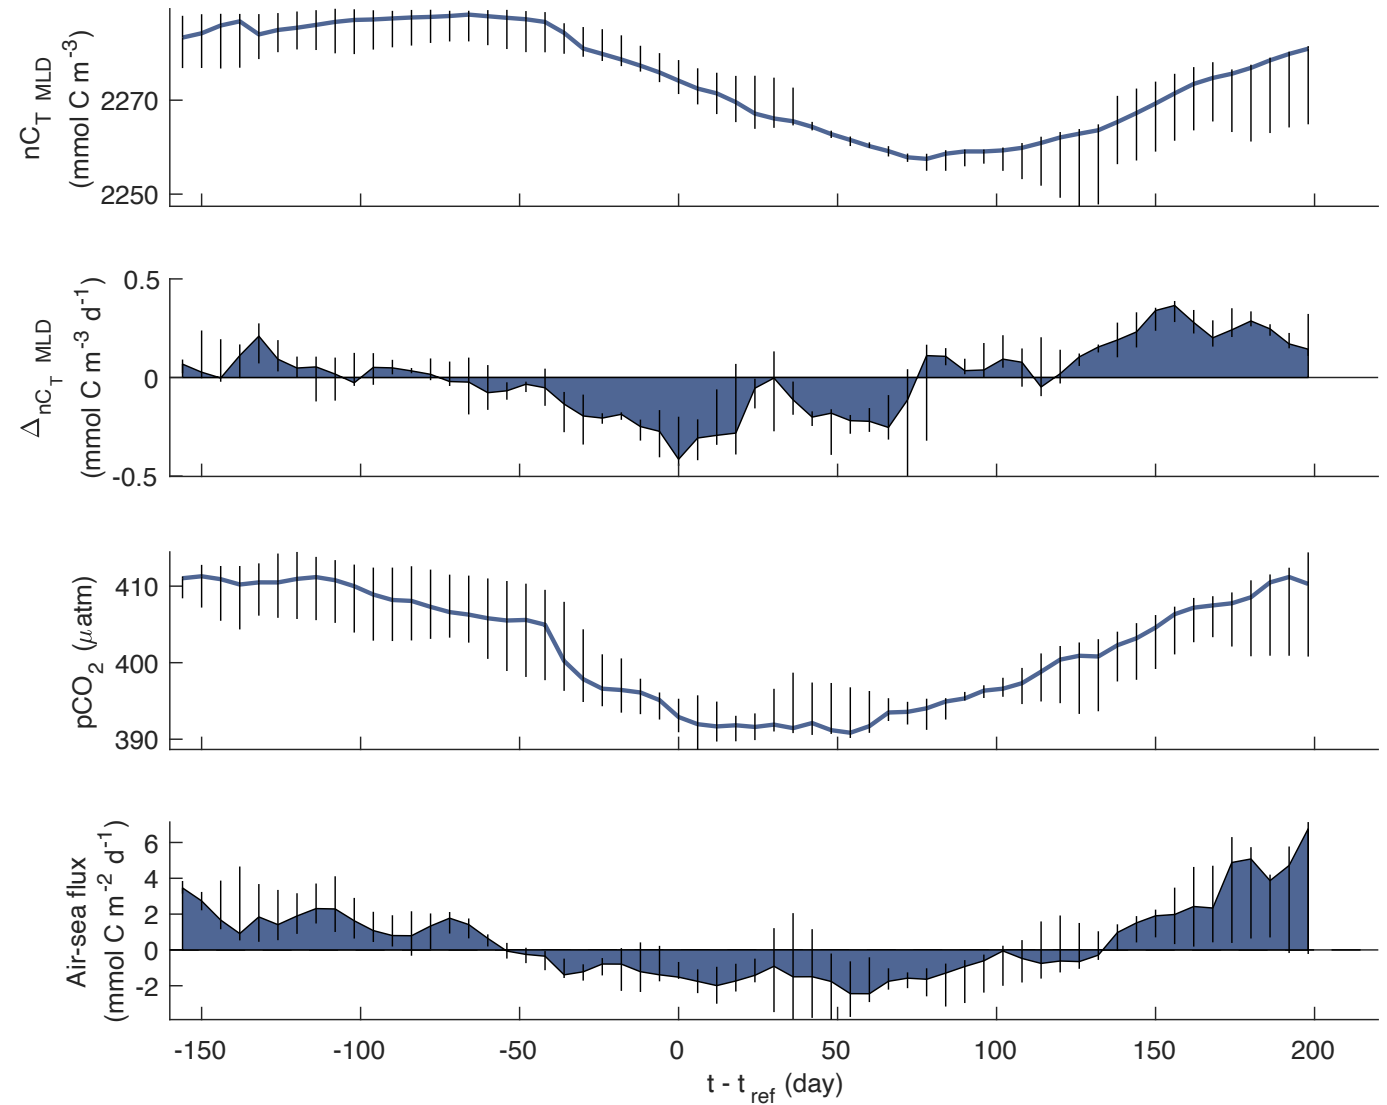 nC_T MLD
(mmol C m^-3)
2270
2250
Δ_nC_T MLD
(mmol C m^-3 d^-1)
0.5
0
-0.5
pCO_2 (μatm)
410
400
390
Air-sea flux
(mmol C m^-2 d^-1)
6
4
2
0
-2
-150 -100 -50 0 50 100 150 200
t - t_ref (day)